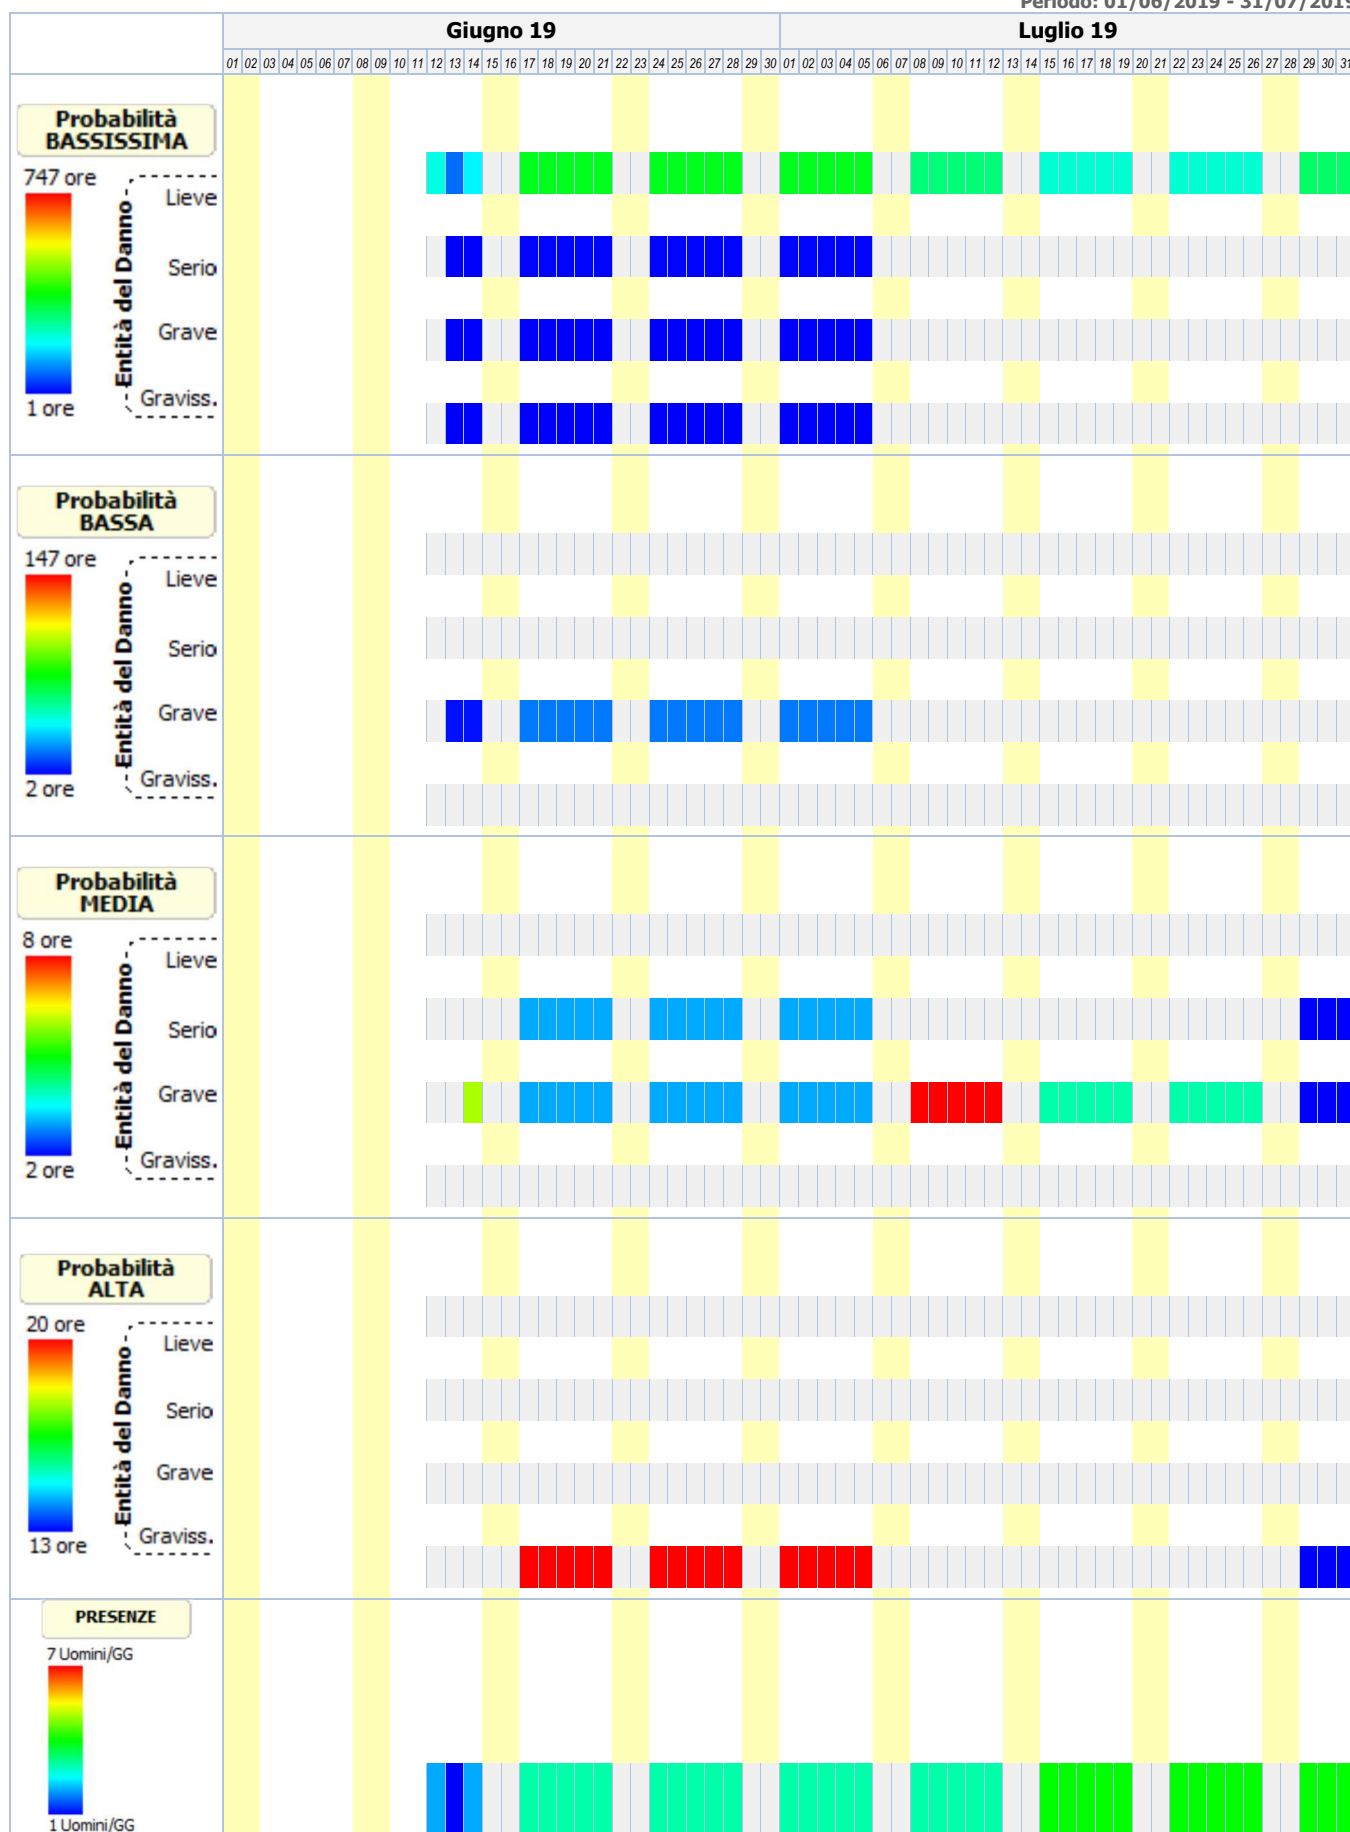 Periodo: 01/06/2019 - 31/07/2019
Giugno 19 Luglio 19
01 02 03 04 05 06 07 08 09 10 11 12 13 14 15 16 17 18 19 20 21 22 23 24 25 26 27 28 29 30 01 02 03 04 05 06 07 08 09 10 11 12 13 14 15 16 17 18 19 20 21 22 23 24 25 26 27 28 29 30 31
Probabilità
BASSISSIMA
747 ore
Entità del Danno
Lieve
Serio
Grave
Graviss.
1 ore
Probabilità
BASSA
147 ore
Entità del Danno
Lieve
Serio
Grave
Graviss.
2 ore
Probabilità
MEDIA
8 ore
Entità del Danno
Lieve
Serio
Grave
Graviss.
2 ore
Probabilità
ALTA
20 ore
Entità del Danno
Lieve
Serio
Grave
Graviss.
13 ore
PRESENZE
7 Uomini/GG
1 Uomini/GG